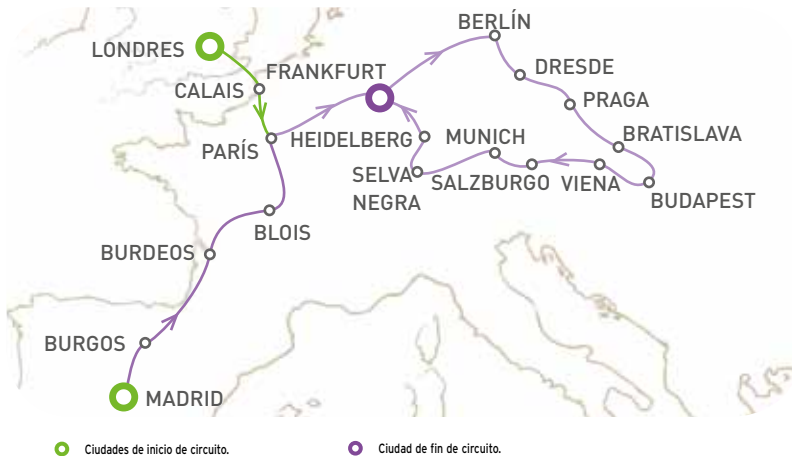 BERLÍN
LONDRES
FRANKFURT
DRESDE
CALAIS
PRAGA
PARÍS
HEIDELBERG
MUNICH
BRATISLAVA
SELVA
NEGRA
SALZBURGO
VIENA
BUDAPEST
BLOIS
BURDEOS
BURGOS
MADRID
Ciudades de inicio de circuito.
Ciudad de fin de circuito.